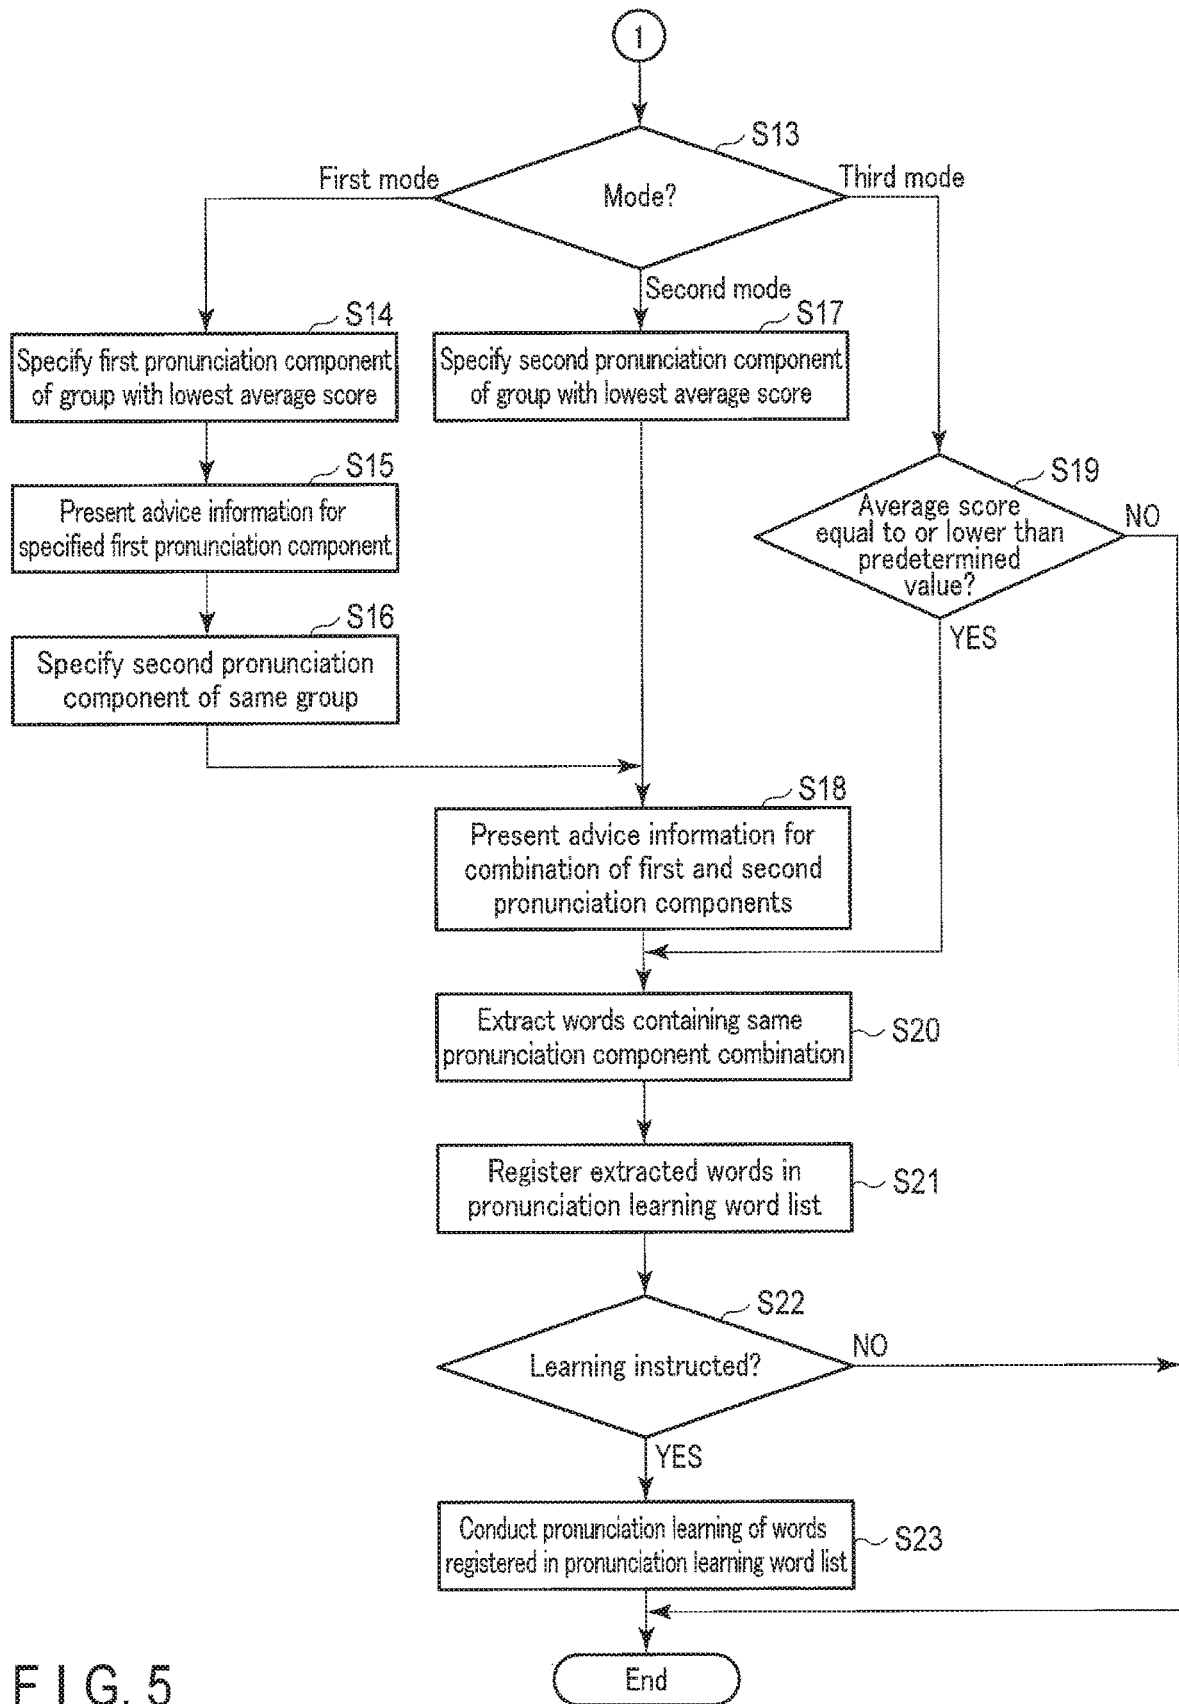 1
S13
First mode
Mode?
Third mode
Second mode
S14
Specify first pronunciation component
of group with lowest average score
S17
Specify second pronunciation component
of group with lowest average score
S15
Present advice information for
specified first pronunciation component
S19
Average score
equal to or lower than
predetermined
value?
NO
YES
S16
Specify second pronunciation
component of same group
S18
Present advice information for
combination of first and second
pronunciation components
Extract words containing same
pronunciation component combination
S20
Register extracted words in
pronunciation learning word list
S21
S22
Learning instructed?
NO
YES
Conduct pronunciation learning of words
registered in pronunciation learning word list
S23
End
FIG. 5